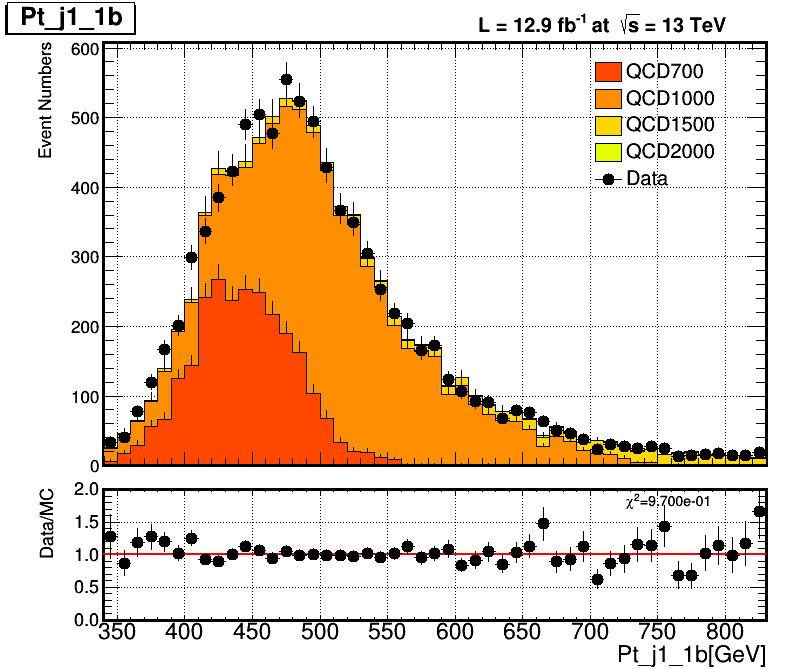 Pt_j1_1b
L = 12.9 fb⁻¹ at √s = 13 TeV
Event Numbers
600
500
400
300
200
100
0
QCD700
QCD1000
QCD1500
QCD2000
Data
Data/MC
2.0
1.5
1.0
0.5
0.0
χ²=9.700e-01
350 400 450 500 550 600 650 700 750 800
Pt_j1_1b[GeV]